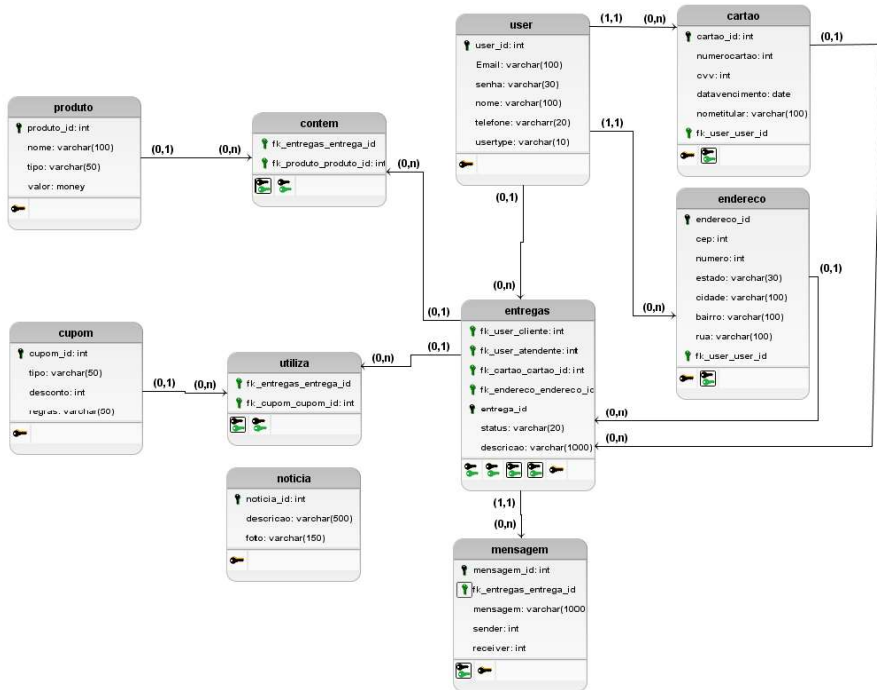 user
user_id: int
Email: varchar(100)
senha: varchar(30)
nome: varchar(100)
telefone: varcharr(20)
usertype: varchar(10)
(1,1)
(0,n)
cartao
cartao_id: int
numerocartao: int
cvv: int
datavencimento: date
nometitular: varchar(100)
fk_user_user_id
(0,1)
produto
produto_id: int
nome: varchar(100)
tipo: varchar(50)
valor: money
(0,1)
(0,n)
contem
fk_entregas_entrega_id
fk_produto_produto_id: int
(0,n)
(1,1)
(0,1)
endereco
endereco_id
cep: int
numero: int
estado: varchar(30)
cidade: varchar(100)
bairro: varchar(100)
rua: varchar(100)
fk_user_user_id
(0,1)
(0,n)
(0,n)
(0,1)
(0,1)
entregas
fk_user_cliente: int
fk_user_atendente: int
fk_cartao_cartao_id: int
fk_endereco_endereco_id
entrega_id
status: varchar(20)
descricao: varchar(1000)
(0,n)
(0,n)
cupom
cupom_id: int
tipo: varchar(50)
desconto: int
regras: varchar(50)
(0,1)
(0,n)
utiliza
fk_entregas_entrega_id
fk_cupom_cupom_id: int
(0,n)
noticia
noticia_id: int
descricao: varchar(500)
foto: varchar(150)
(1,1)
(0,n)
mensagem
mensagem_id: int
fk_entregas_entrega_id
mensagem: varchar(1000
sender: int
receiver: int